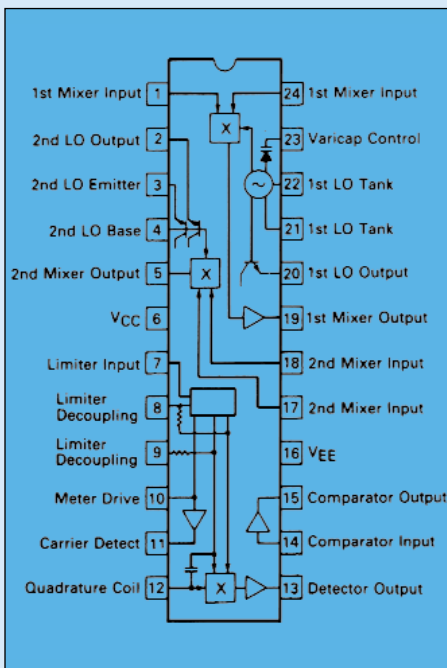 1st Mixer Input 1
24 1st Mixer Input
X
2nd LO Output 2
23 Varicap Control
2nd LO Emitter 3
22 1st LO Tank
2nd LO Base 4
21 1st LO Tank
2nd Mixer Output 5
X
20 1st LO Output
VCC 6
19 1st Mixer Output
Limiter Input 7
18 2nd Mixer Input
Limiter
Decoupling 8
17 2nd Mixer Input
Limiter
Decoupling 9
16 VEE
Meter Drive 10
15 Comparator Output
Carrier Detect 11
14 Comparator Input
Quadrature Coil 12
X
13 Detector Output